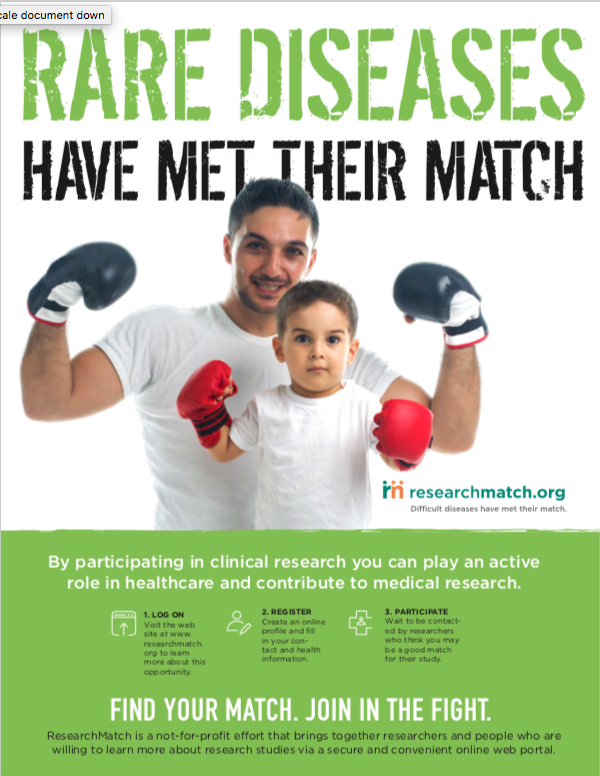 cale document down
RARE DISEASES
HAVE MET THEIR MATCH
researchmatch.org
Difficult diseases have met their match.
By participating in clinical research you can play an active
role in healthcare and contribute to medical research.
1. LOG ON
Visit the web
site at www.
researchmatch.
org to learn
more about this
opportunity.
2. REGISTER
Create an online
profile and fill
in your con-
tact and health
information.
3. PARTICIPATE
Wait to be contact-
ed by researchers
who think you may
be a good match
for their study.
FIND YOUR MATCH. JOIN IN THE FIGHT.
ResearchMatch is a not-for-profit effort that brings together researchers and people who are
willing to learn more about research studies via a secure and convenient online web portal.